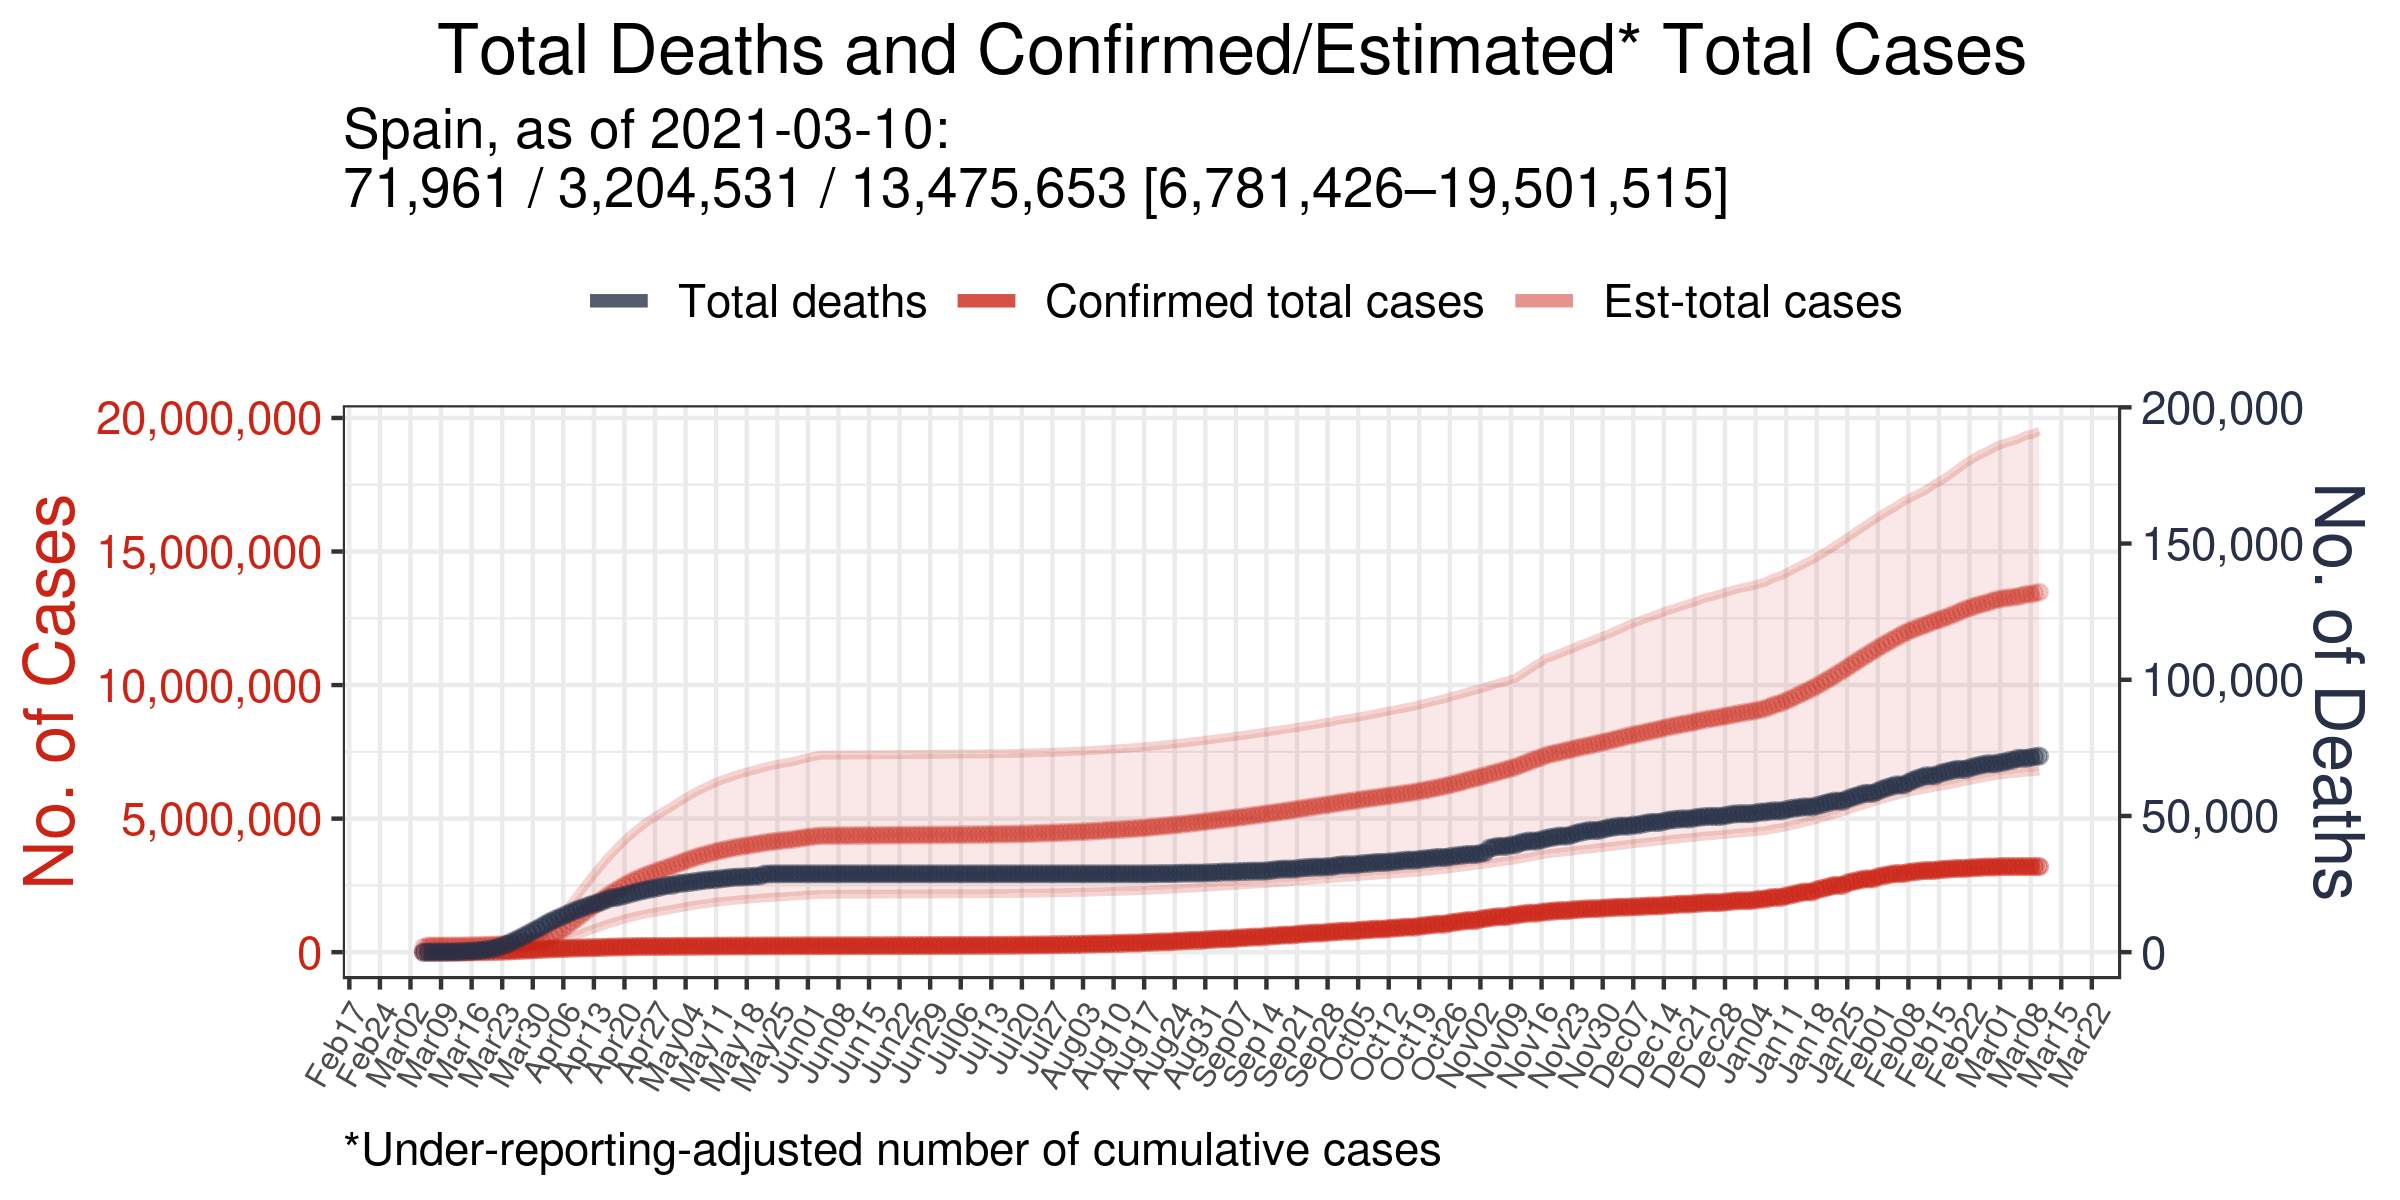 Total Deaths and Confirmed/Estimated* Total Cases
Spain, as of 2021-03-10:
71,961 / 3,204,531 / 13,475,653 [6,781,426–19,501,515]
Total deaths
Confirmed total cases
Est-total cases
No. of Cases
20,000,000
15,000,000
10,000,000
5,000,000
0
200,000
150,000
100,000
50,000
0
No. of Deaths
Feb17
Feb24
Mar02
Mar09
Mar16
Mar23
Mar30
Apr06
Apr13
Apr20
Apr27
May04
May11
May18
May25
Jun01
Jun08
Jun15
Jun22
Jun29
Jul06
Jul13
Jul20
Jul27
Aug03
Aug10
Aug17
Aug24
Aug31
Sep07
Sep14
Sep21
Sep28
Oct05
Oct12
Oct19
Oct26
Nov02
Nov09
Nov16
Nov23
Nov30
Dec07
Dec14
Dec21
Dec28
Jan04
Jan11
Jan18
Jan25
Feb01
Feb08
Feb15
Feb22
Mar01
Mar08
Mar15
Mar22
*Under-reporting-adjusted number of cumulative cases